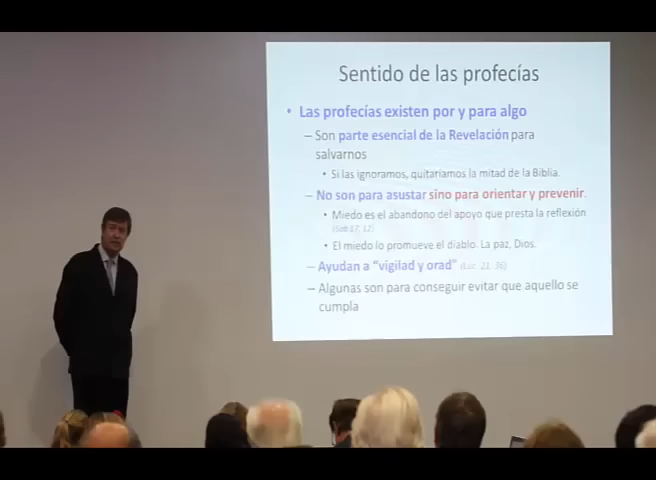 Sentido de las profecías
• Las profecías existen por y para algo
– Son parte esencial de la Revelación para
salvarnos
• Si las ignoramos, quitaríamos la mitad de la Biblia.
– No son para asustar sino para orientar y prevenir.
• Miedo es el abandono del apoyo que presta la reflexión
(Sab 17, 12)
• El miedo lo promueve el diablo. La paz, Dios.
– Ayudan a "vigilad y orad" (Luc. 21, 36)
– Algunas son para conseguir evitar que aquello se
cumpla